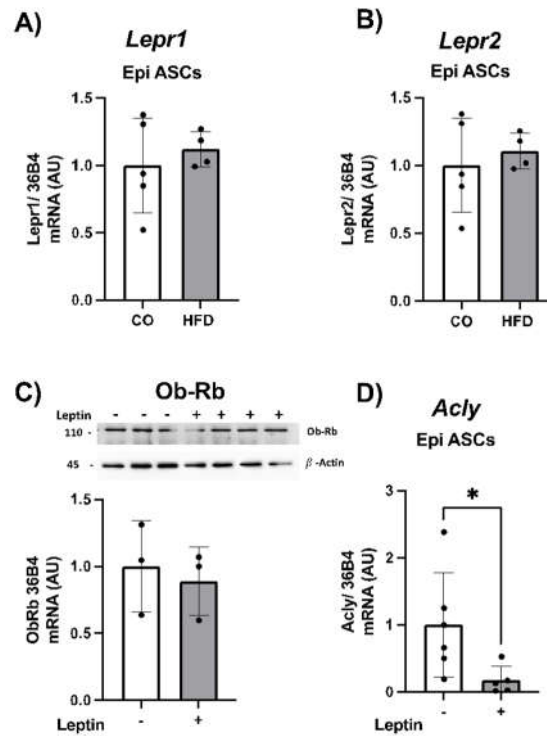 A)
Lepr1
Epi ASCs
Lepr1/ 36B4
mRNA (AU)
1.5
1.0
0.5
0.0
CO HFD
B)
Lepr2
Epi ASCs
Lepr2/ 36B4
mRNA (AU)
1.5
1.0
0.5
0.0
CO HFD
C)
Ob-Rb
Leptin - - - + + + +
110 - Ob-Rb
45 - β-Actin
ObRb 36B4
mRNA (AU)
1.5
1.0
0.5
0.0
Leptin - +
D)
Acly
Epi ASCs
Acly/ 36B4
mRNA (AU)
3
2
1
0
*
Leptin - +